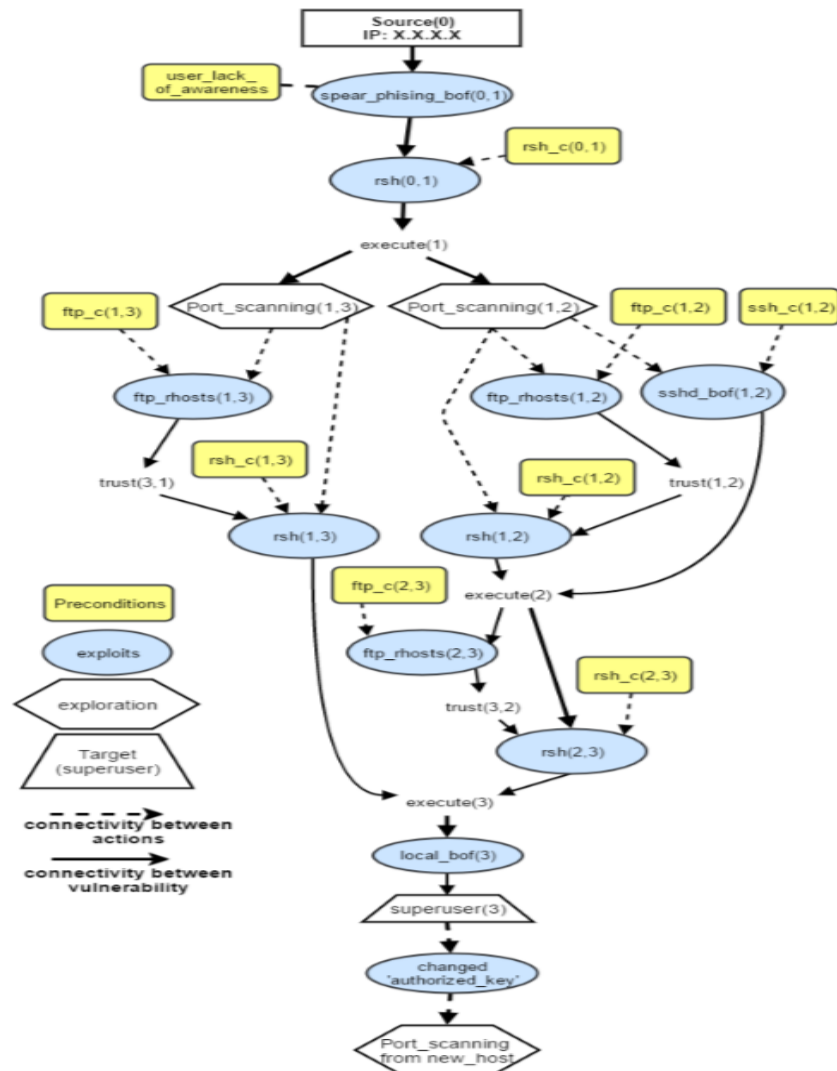 Source(0)
IP: X.X.X.X
user_lack_
of_awareness
spear_phising_bof(0,1)
rsh_c(0,1)
rsh(0,1)
execute(1)
ftp_c(1,3)
Port_scanning(1,3)
Port_scanning(1,2)
ftp_c(1,2)
ssh_c(1,2)
ftp_rhosts(1,3)
ftp_rhosts(1,2)
sshd_bof(1,2)
rsh_c(1,3)
trust(3,1)
rsh_c(1,2)
trust(1,2)
rsh(1,3)
rsh(1,2)
ftp_c(2,3)
execute(2)
Preconditions
exploits
ftp_rhosts(2,3)
rsh_c(2,3)
exploration
trust(3,2)
rsh(2,3)
Target
(superuser)
execute(3)
connectivity between
actions
connectivity between
vulnerability
local_bof(3)
superuser(3)
changed
'authorized_key'
Port_scanning
from new_host